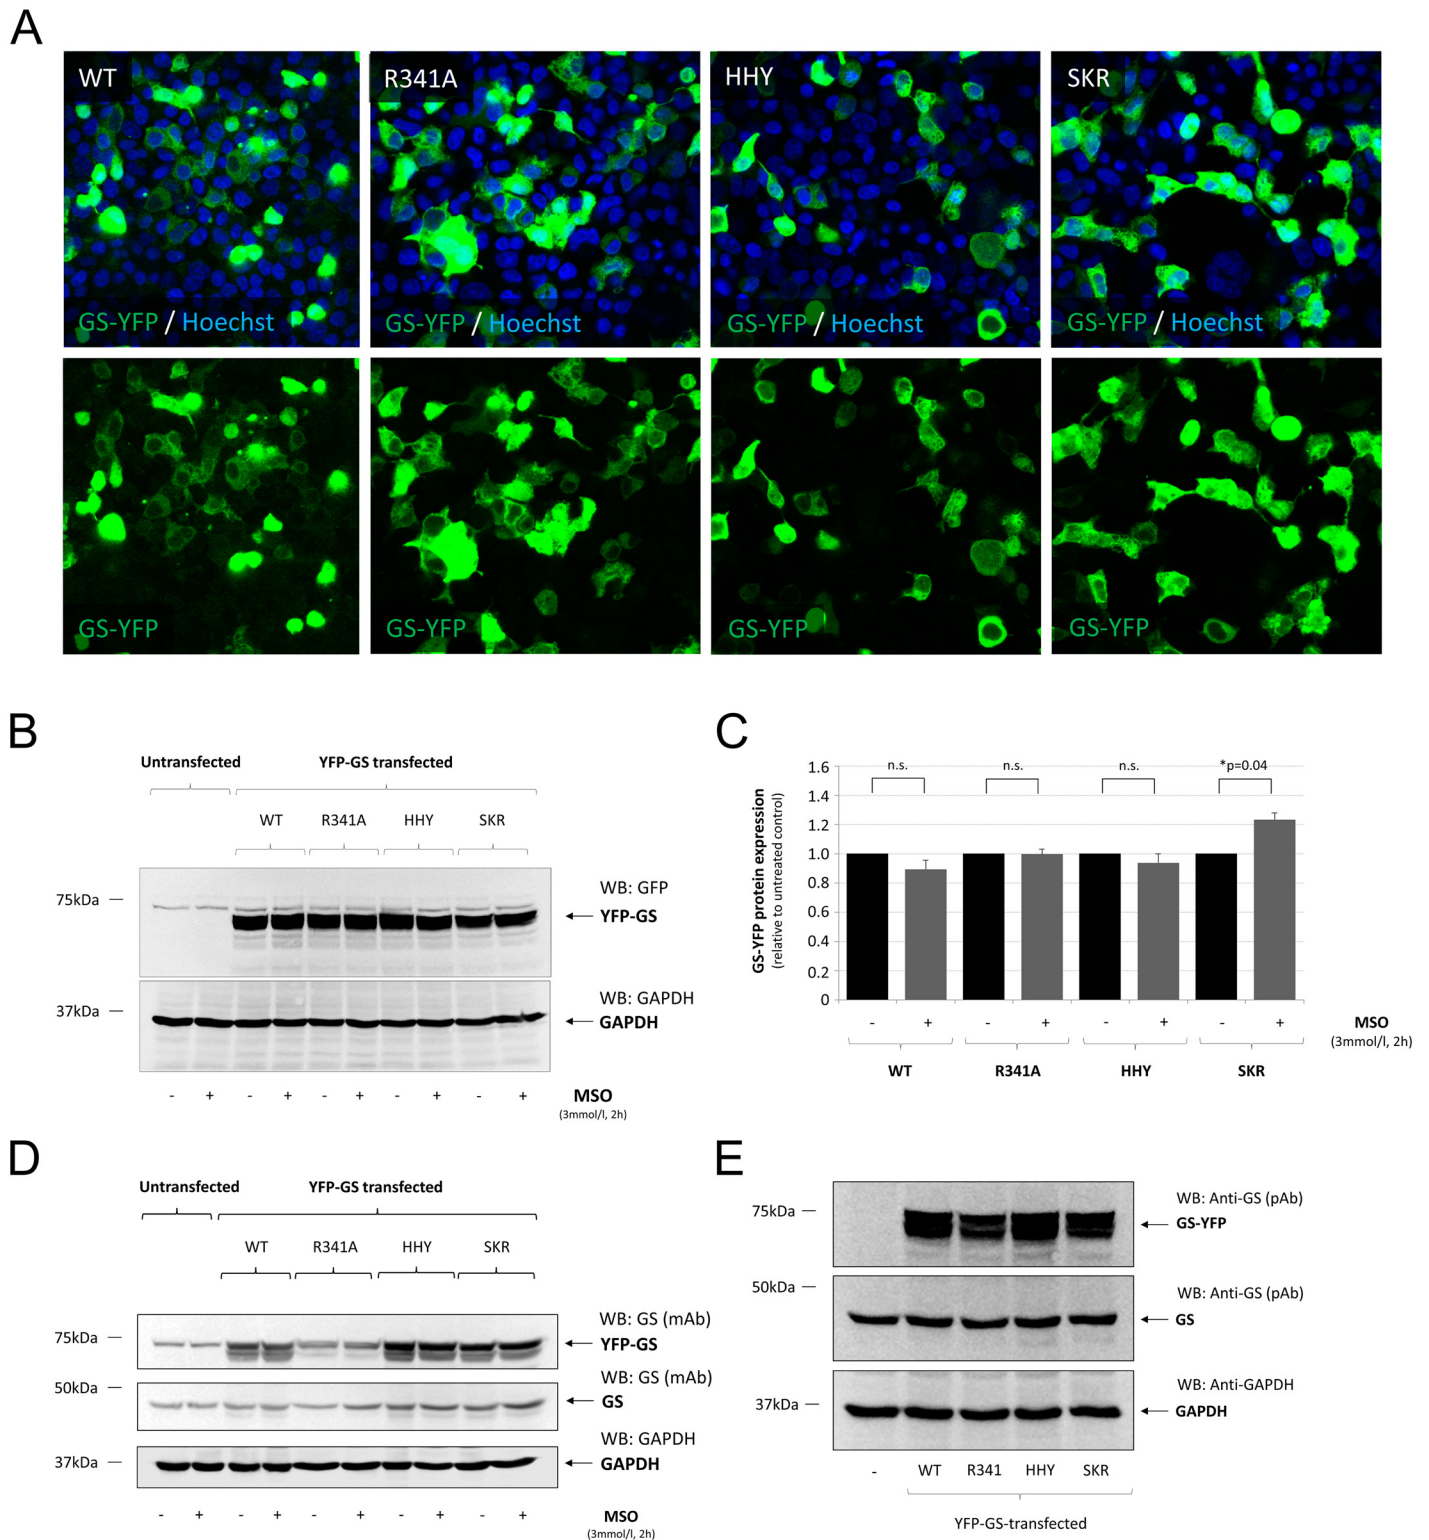 A
WT
R341A
HHY
SKR
GS-YFP / Hoechst
GS-YFP / Hoechst
GS-YFP / Hoechst
GS-YFP / Hoechst
GS-YFP
GS-YFP
GS-YFP
GS-YFP
B
Untransfected
YFP-GS transfected
WT
R341A
HHY
SKR
75kDa
WB: GFP
YFP-GS
37kDa
WB: GAPDH
GAPDH
- + - + - + - + - +
MSO
(3mmol/l, 2h)
C
GS-YFP protein expression
(relative to untreated control)
1.6
1.4
1.2
1.0
0.8
0.6
0.4
0.2
0
n.s.
n.s.
n.s.
*p=0.04
- + - + - + - +
MSO
(3mmol/l, 2h)
WT
R341A
HHY
SKR
D
Untransfected
YFP-GS transfected
WT
R341A
HHY
SKR
75kDa
WB: GS (mAb)
YFP-GS
50kDa
WB: GS (mAb)
GS
WB: GAPDH
37kDa
GAPDH
- + - + - + - + - +
MSO
(3mmol/l, 2h)
E
75kDa
WB: Anti-GS (pAb)
GS-YFP
50kDa
WB: Anti-GS (pAb)
GS
WB: Anti-GAPDH
37kDa
GAPDH
- WT R341 HHY SKR
YFP-GS-transfected